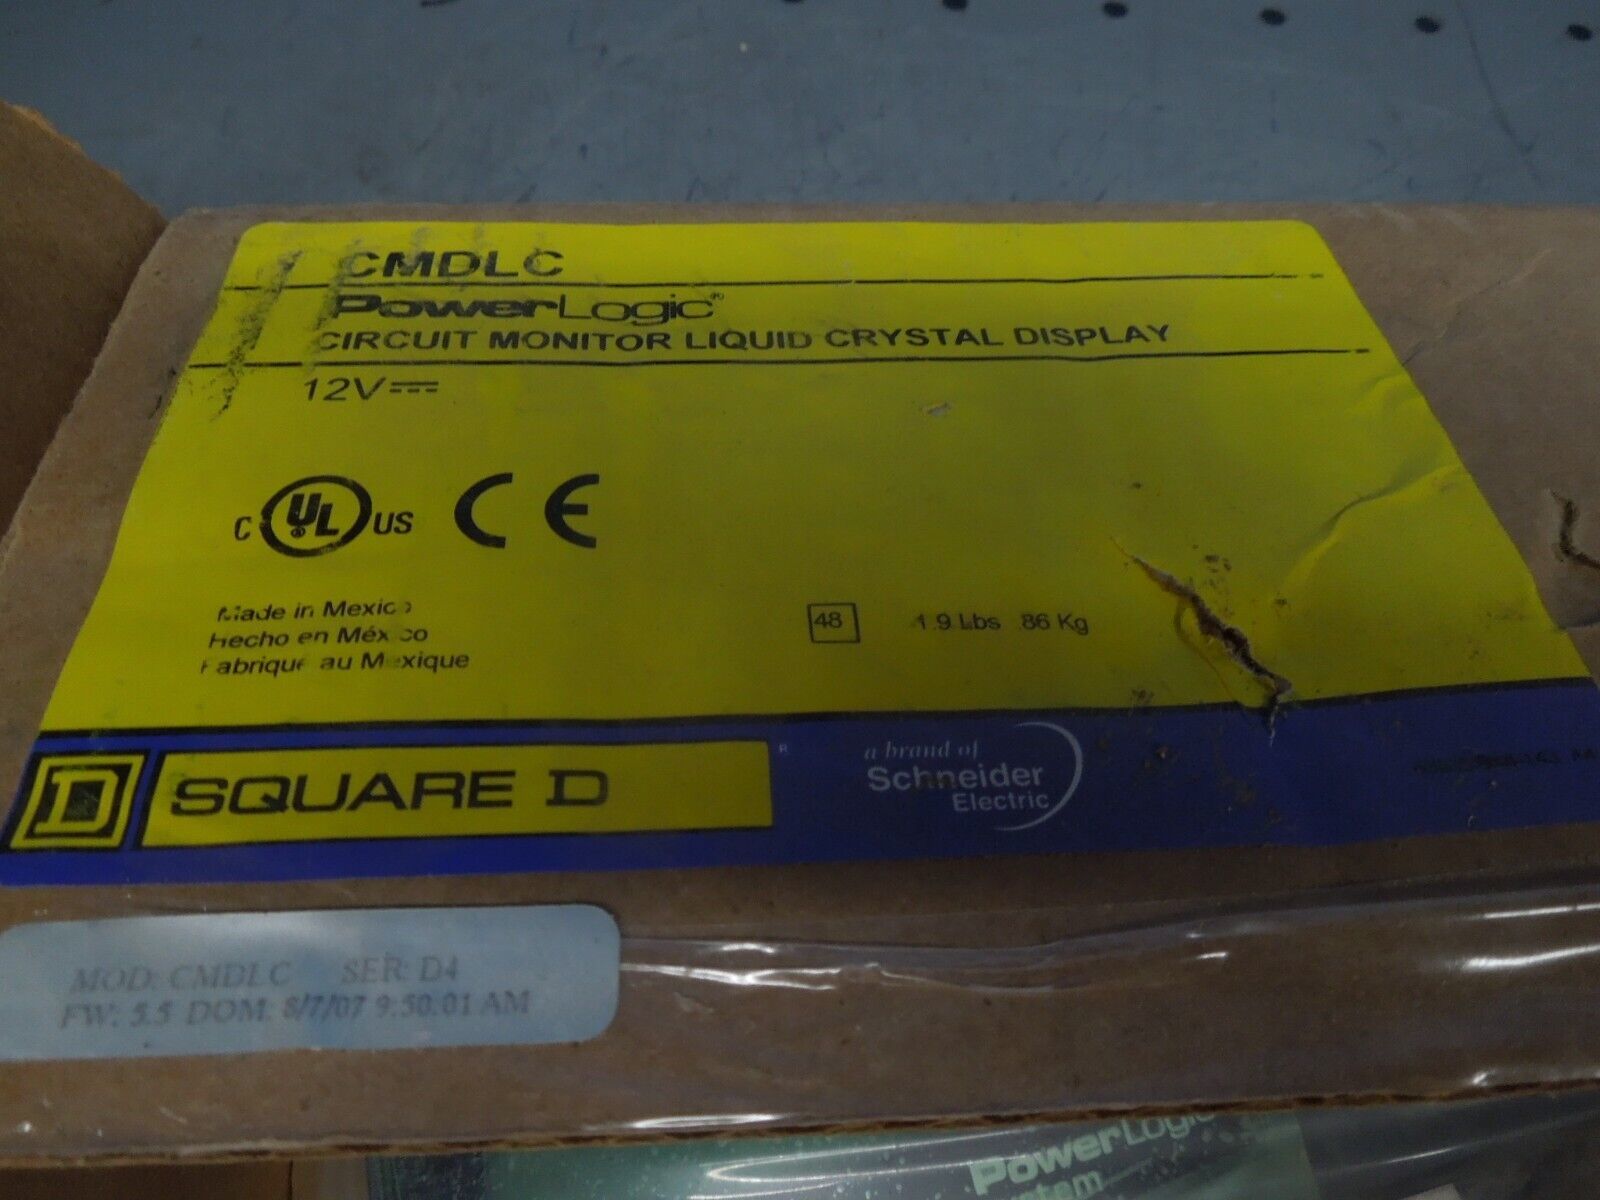 CMDLC
PowerLogic®
CIRCUIT MONITOR LIQUID CRYSTAL DISPLAY
12V
C UL US CE
Made in Mexico
Hecho en México
Fabriqué au Mexique
48 1.9 Lbs 86 Kg
D SQUARE D R
a brand of
Schneider
Electric
MOD: CMDLC SER: D4
FW: 5.5 DOM: 8/7/07 9:50:01 AM
PowerLogic